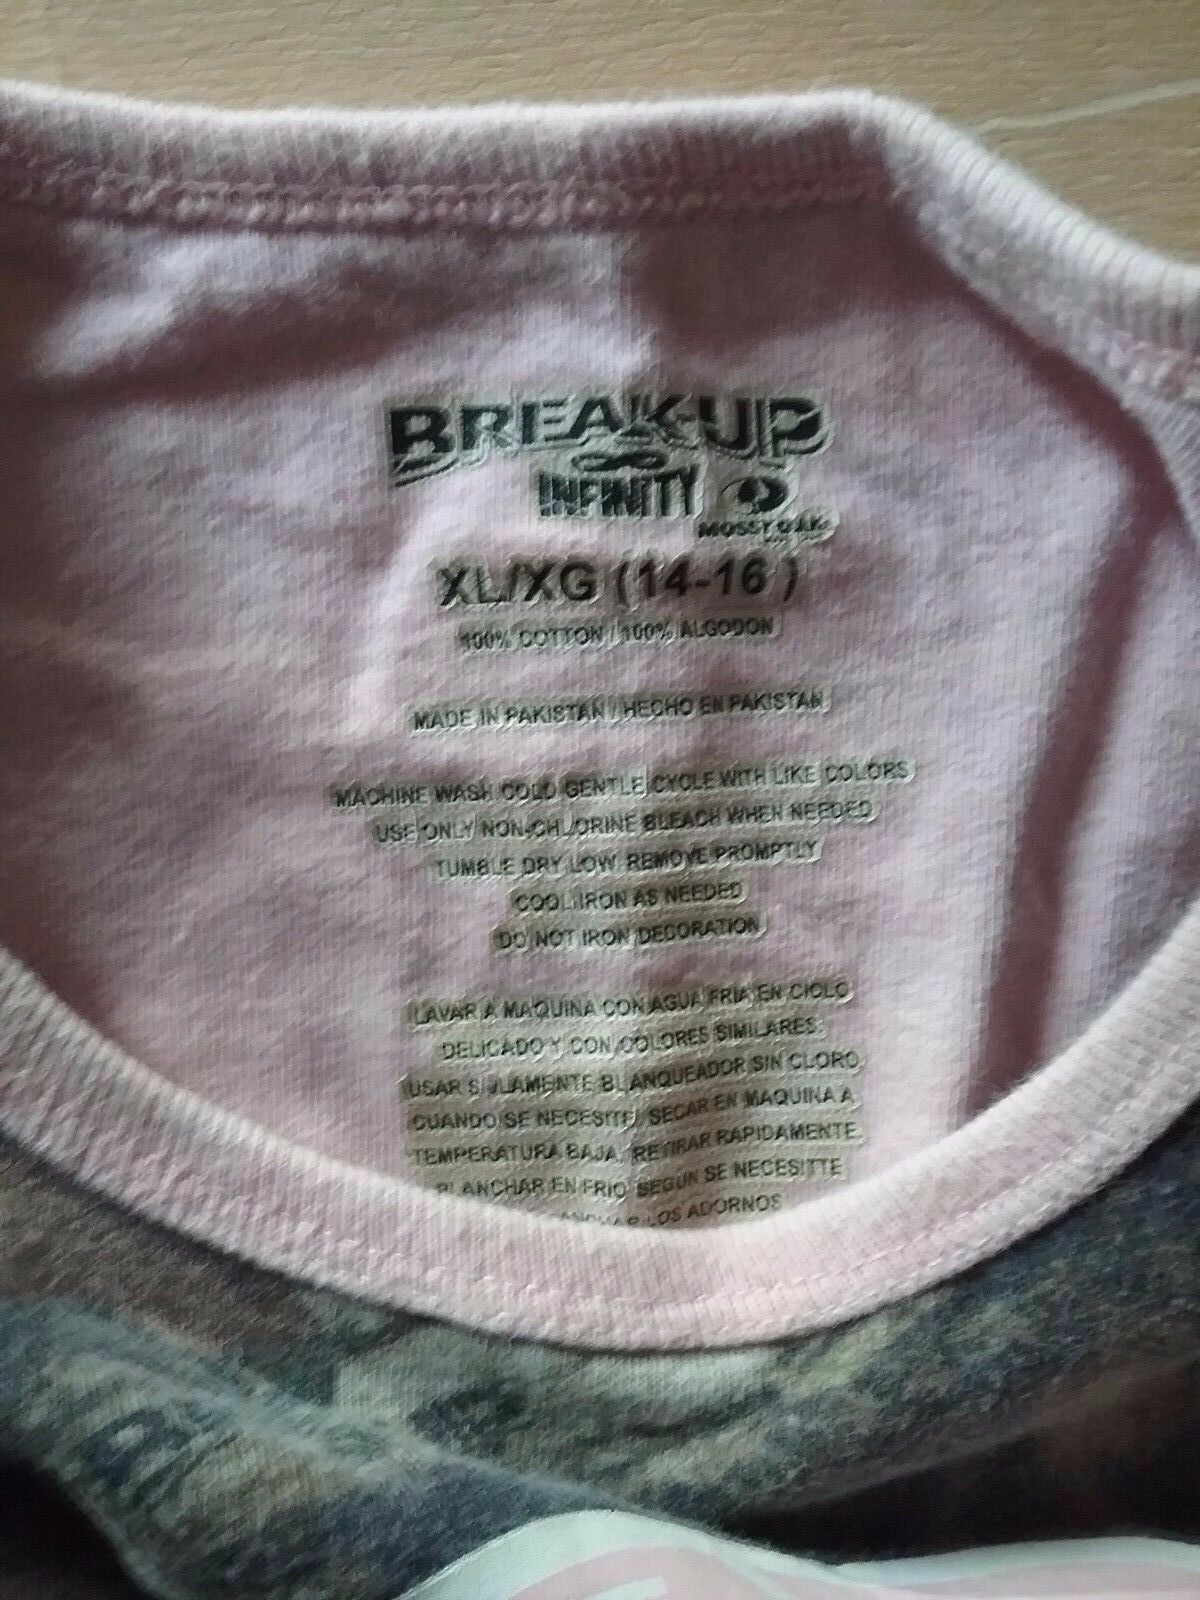 BREAK-UP
INFINITY
MOSSY OAK
XL/XG (14-16 )
100% COTTON / 100% ALGODON
MADE IN PAKISTAN / HECHO EN PAKISTAN
MACHINE WASH COLD GENTLE CYCLE WITH LIKE COLORS
USE ONLY NON-CHLORINE BLEACH WHEN NEEDED
TUMBLE DRY LOW REMOVE PROMPTLY
COOL IRON AS NEEDED
DO NOT IRON DECORATION
LAVAR A MAQUINA CON AGUA FRIA EN CICLO
DELICADO Y CON COLORES SIMILARES.
USAR SOLAMENTE BLANQUEADOR SIN CLORO
CUANDO SE NECESITE. SECAR EN MAQUINA A
TEMPERATURA BAJA. RETIRAR RAPIDAMENTE.
PLANCHAR EN FRIO SEGUN SE NECESITTE
LOS ADORNOS